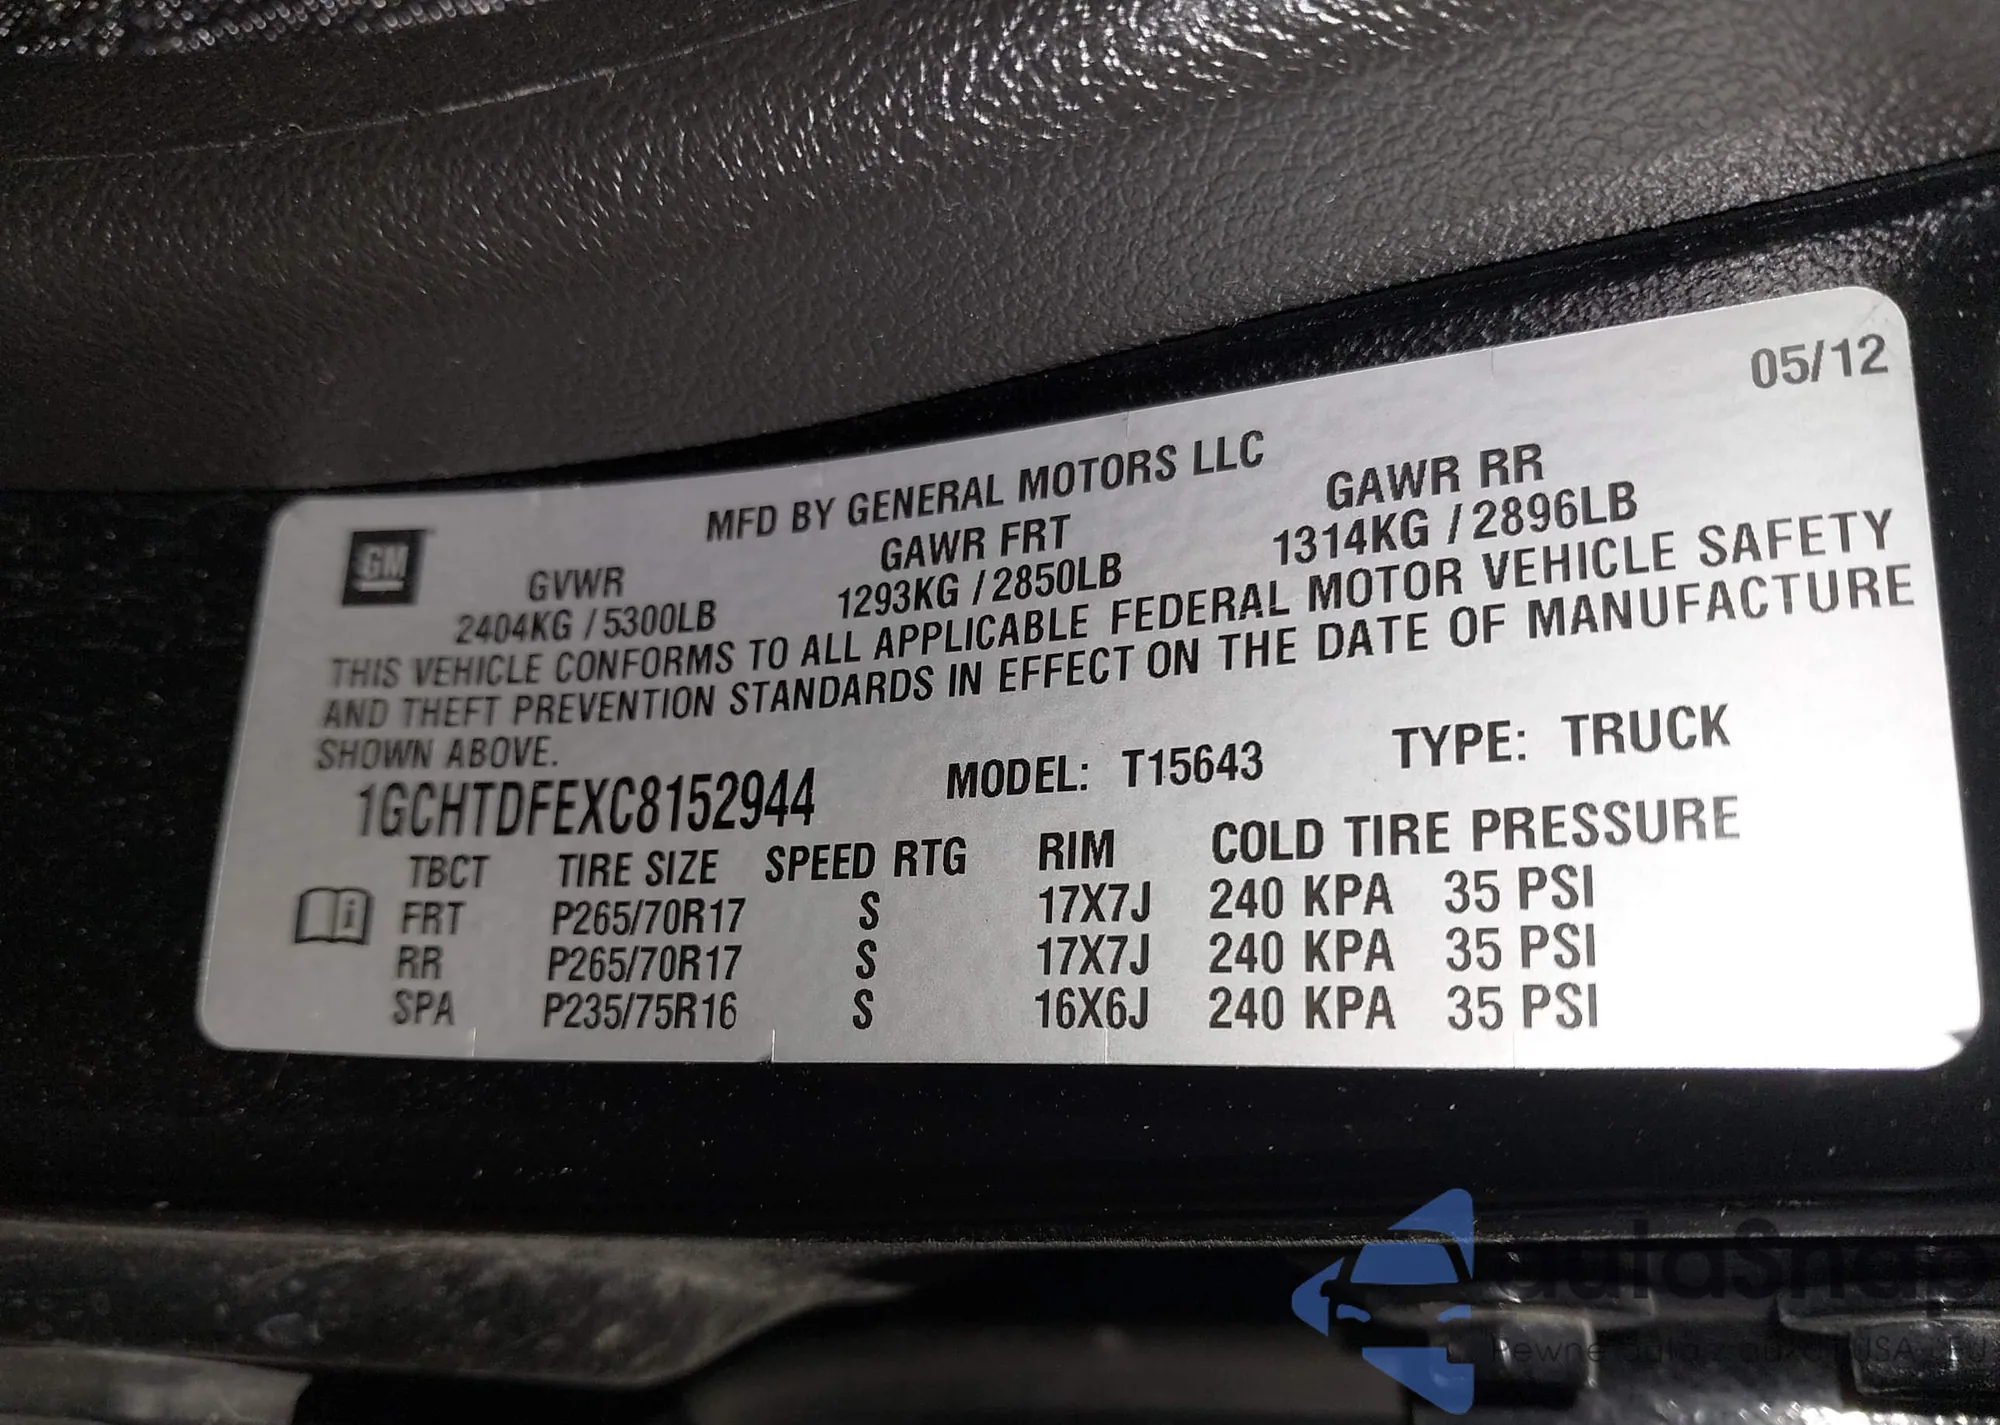 05/12
MFD BY GENERAL MOTORS LLC
GM
GVWR GAWR FRT GAWR RR
2404KG / 5300LB 1293KG / 2850LB 1314KG / 2896LB
THIS VEHICLE CONFORMS TO ALL APPLICABLE FEDERAL MOTOR VEHICLE SAFETY
AND THEFT PREVENTION STANDARDS IN EFFECT ON THE DATE OF MANUFACTURE
SHOWN ABOVE.
1GCHTDFEXC8152944 MODEL: T15643 TYPE: TRUCK
TBCT TIRE SIZE SPEED RTG RIM COLD TIRE PRESSURE
FRT P265/70R17 S 17X7J 240 KPA 35 PSI
RR P265/70R17 S 17X7J 240 KPA 35 PSI
SPA P235/75R16 S 16X6J 240 KPA 35 PSI
Pewne auta z USA